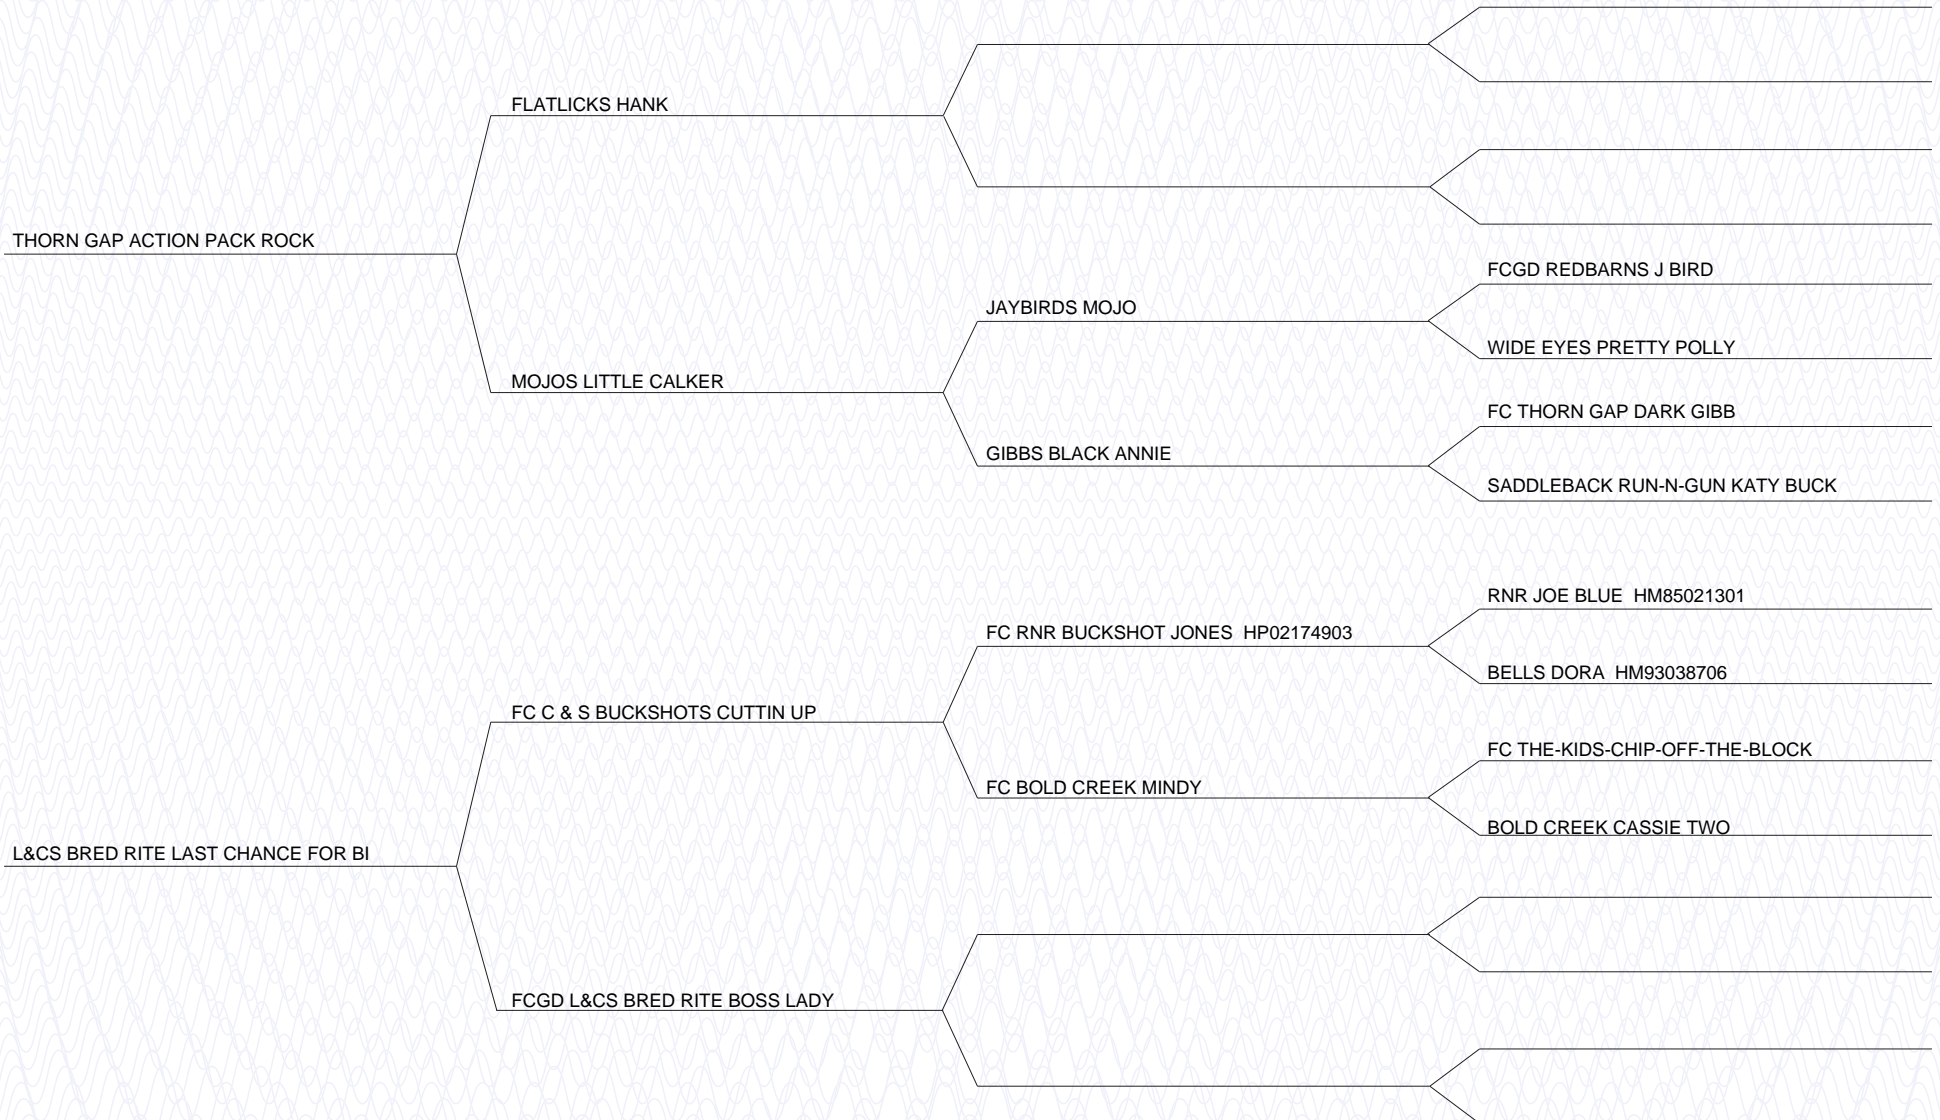 FLATLICKS HANK
THORN GAP ACTION PACK ROCK
FCGD REDBARNS J BIRD
JAYBIRDS MOJO
WIDE EYES PRETTY POLLY
MOJOS LITTLE CALKER
FC THORN GAP DARK GIBB
GIBBS BLACK ANNIE
SADDLEBACK RUN-N-GUN KATY BUCK
RNR JOE BLUE  HM85021301
FC RNR BUCKSHOT JONES  HP02174903
BELLS DORA  HM93038706
FC C & S BUCKSHOTS CUTTIN UP
FC THE-KIDS-CHIP-OFF-THE-BLOCK
FC BOLD CREEK MINDY
BOLD CREEK CASSIE TWO
L&CS BRED RITE LAST CHANCE FOR BI
FCGD L&CS BRED RITE BOSS LADY